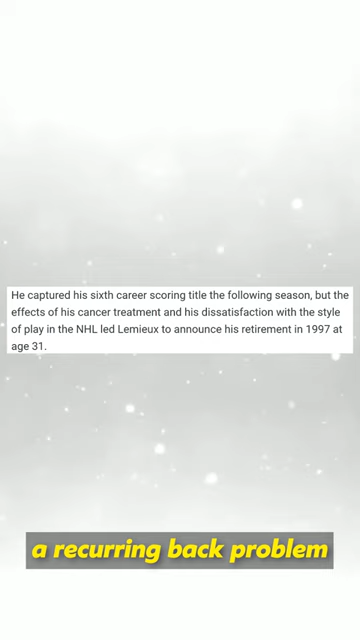 He captured his sixth career scoring title the following season, but the
effects of his cancer treatment and his dissatisfaction with the style
of play in the NHL led Lemieux to announce his retirement in 1997 at
age 31.
a recurring back problem